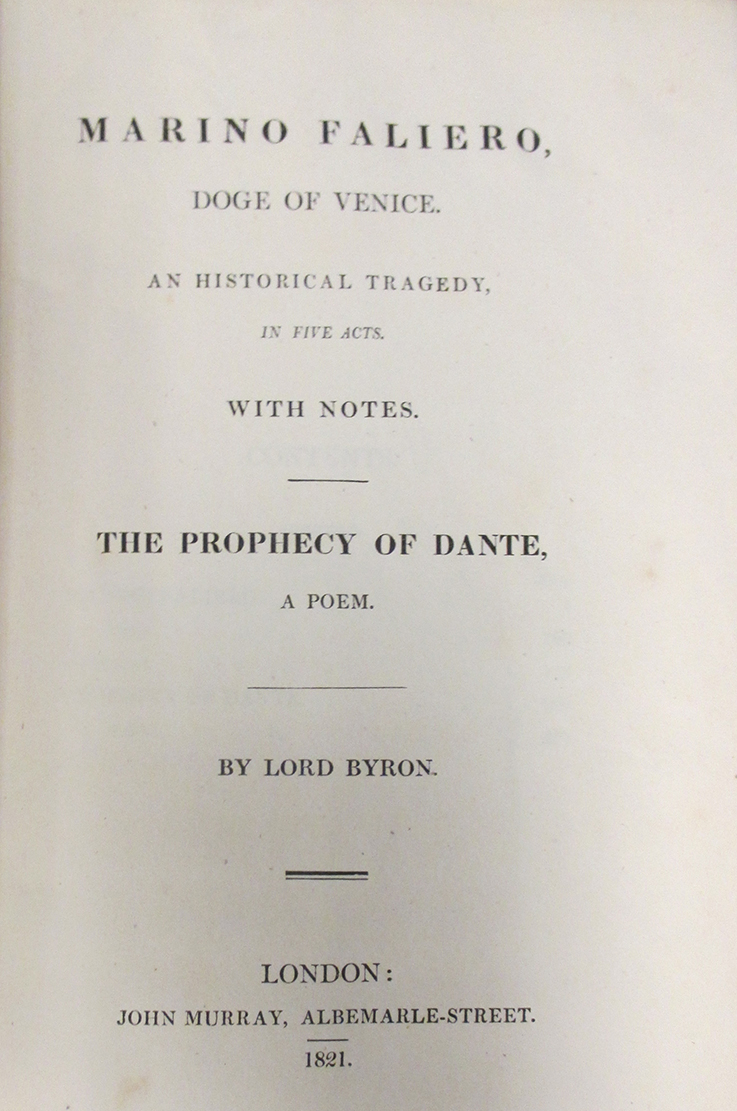 MARINO FALIERO,
DOGE OF VENICE.
AN HISTORICAL TRAGEDY,
IN FIVE ACTS.
WITH NOTES.
THE PROPHECY OF DANTE,
A POEM.
BY LORD BYRON.
LONDON:
JOHN MURRAY, ALBEMARLE-STREET.
1821.